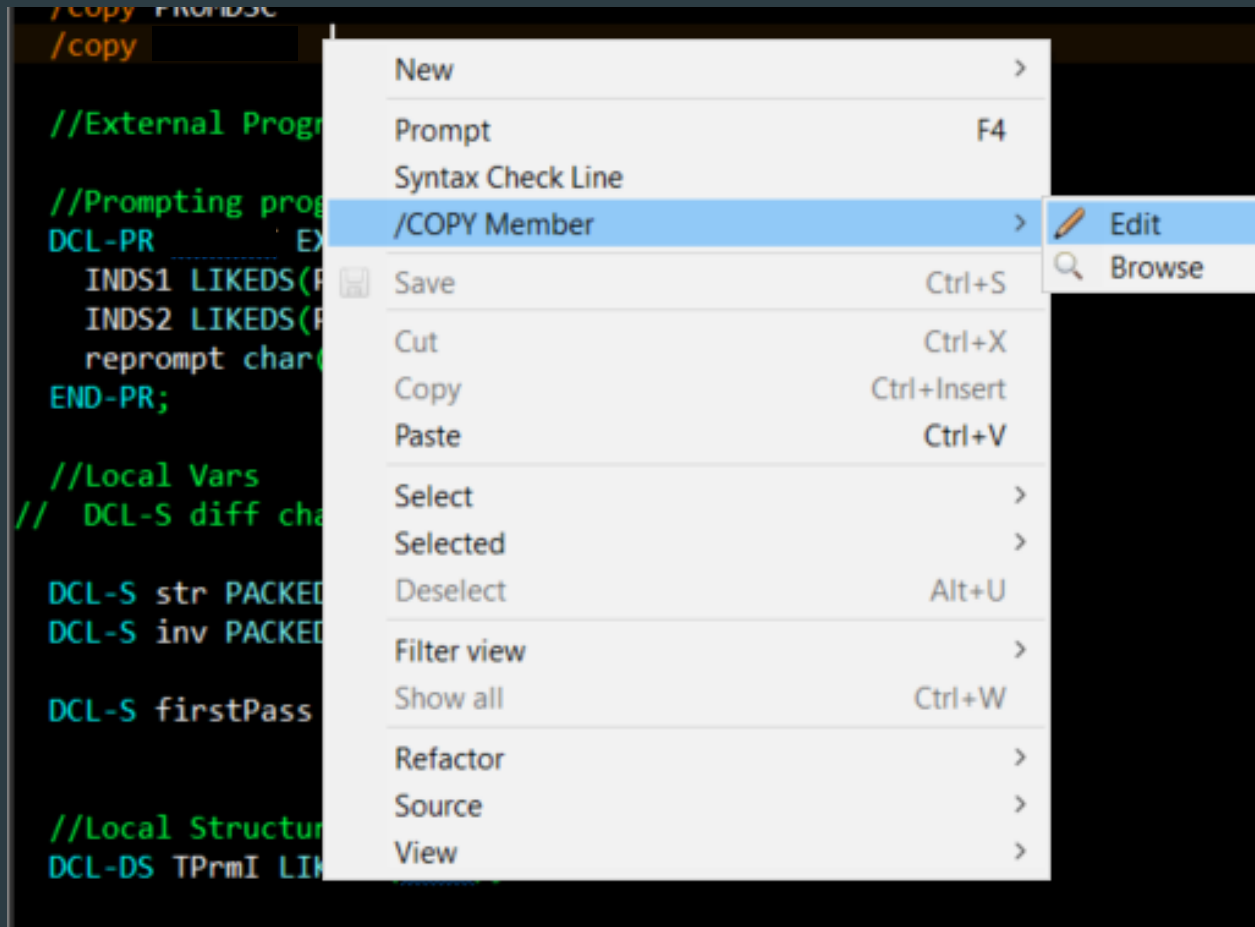 /copy PROMDSC
/copy
//External Progr
//Prompting prog
DCL-PR EX
INDS1 LIKEDS(P
INDS2 LIKEDS(P
reprompt char(
END-PR;
//Local Vars
// DCL-S diff cha
DCL-S str PACKED
DCL-S inv PACKED
DCL-S firstPass
//Local Structur
DCL-DS TPrmI LIK
New
Prompt F4
Syntax Check Line
/COPY Member
Save Ctrl+S
Cut Ctrl+X
Copy Ctrl+Insert
Paste Ctrl+V
Select
Selected
Deselect Alt+U
Filter view
Show all Ctrl+W
Refactor
Source
View
Edit
Browse